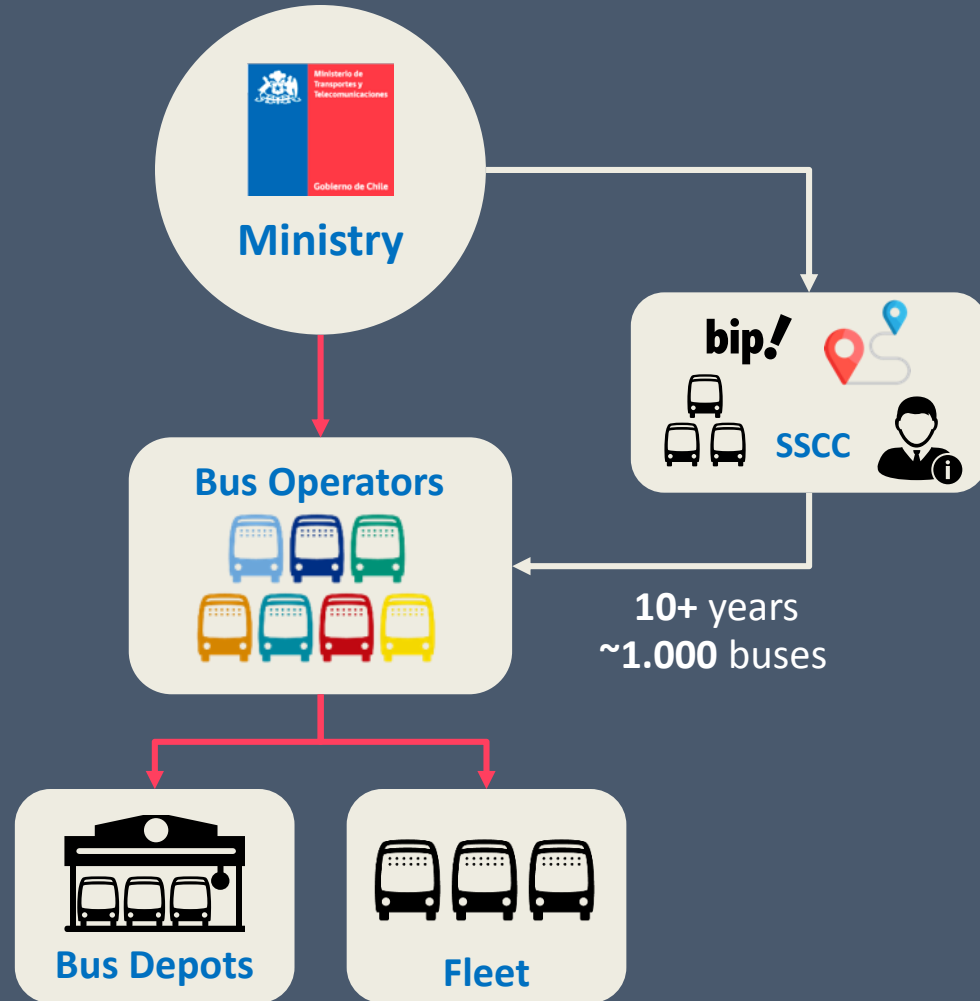 Ministerio de
Transportes y
Telecomunicaciones
Gobierno de Chile
Ministry
bip!
SSCC
i
Bus Operators
10+ years
~1.000 buses
Bus Depots
Fleet